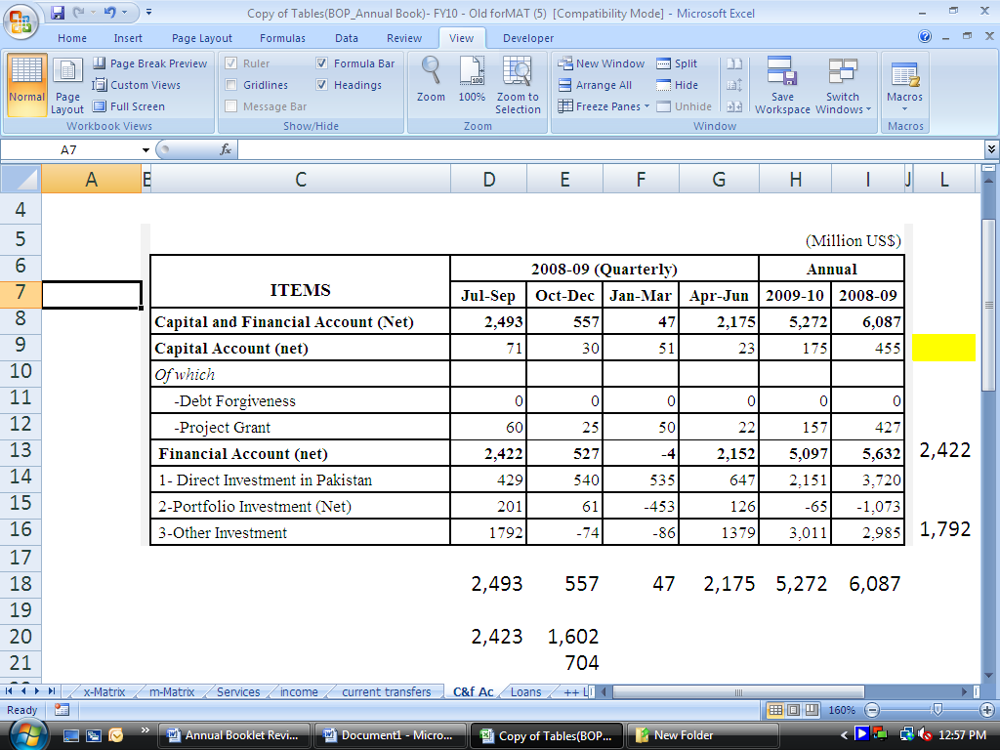 Copy of Tables(BOP_Annual Book)- FY10 - Old forMAT (5) [Compatibility Mode] - Microsoft Excel
Home Insert Page Layout Formulas Data Review View Developer
Normal Page Layout Page Break Preview Custom Views Full Screen
Ruler Formula Bar Gridlines Headings Message Bar
Zoom 100% Zoom to Selection
New Window Arrange All Freeze Panes Split Hide Unhide
Save Workspace Switch Windows Macros
Workbook Views Show/Hide Zoom Window Macros
A7 fx
A B C D E F G H I J L
4
5 (Million US$)
6 ITEMS 2008-09 (Quarterly) Annual
7 Jul-Sep Oct-Dec Jan-Mar Apr-Jun 2009-10 2008-09
8 Capital and Financial Account (Net) 2,493 557 47 2,175 5,272 6,087
9 Capital Account (net) 71 30 51 23 175 455
10 Of which
11 -Debt Forgiveness 0 0 0 0 0 0
12 -Project Grant 60 25 50 22 157 427
13 Financial Account (net) 2,422 527 -4 2,152 5,097 5,632 2,422
14 1- Direct Investment in Pakistan 429 540 535 647 2,151 3,720
15 2-Portfolio Investment (Net) 201 61 -453 126 -65 -1,073
16 3-Other Investment 1792 -74 -86 1379 3,011 2,985 1,792
17
18 2,493 557 47 2,175 5,272 6,087
19
20 2,423 1,602
21 704
x-Matrix m-Matrix Services income current transfers C&f Ac Loans ++ L
Ready 160%
Annual Booklet Revi... Document1 - Micro... Copy of Tables(BOP... New Folder 12:57 PM